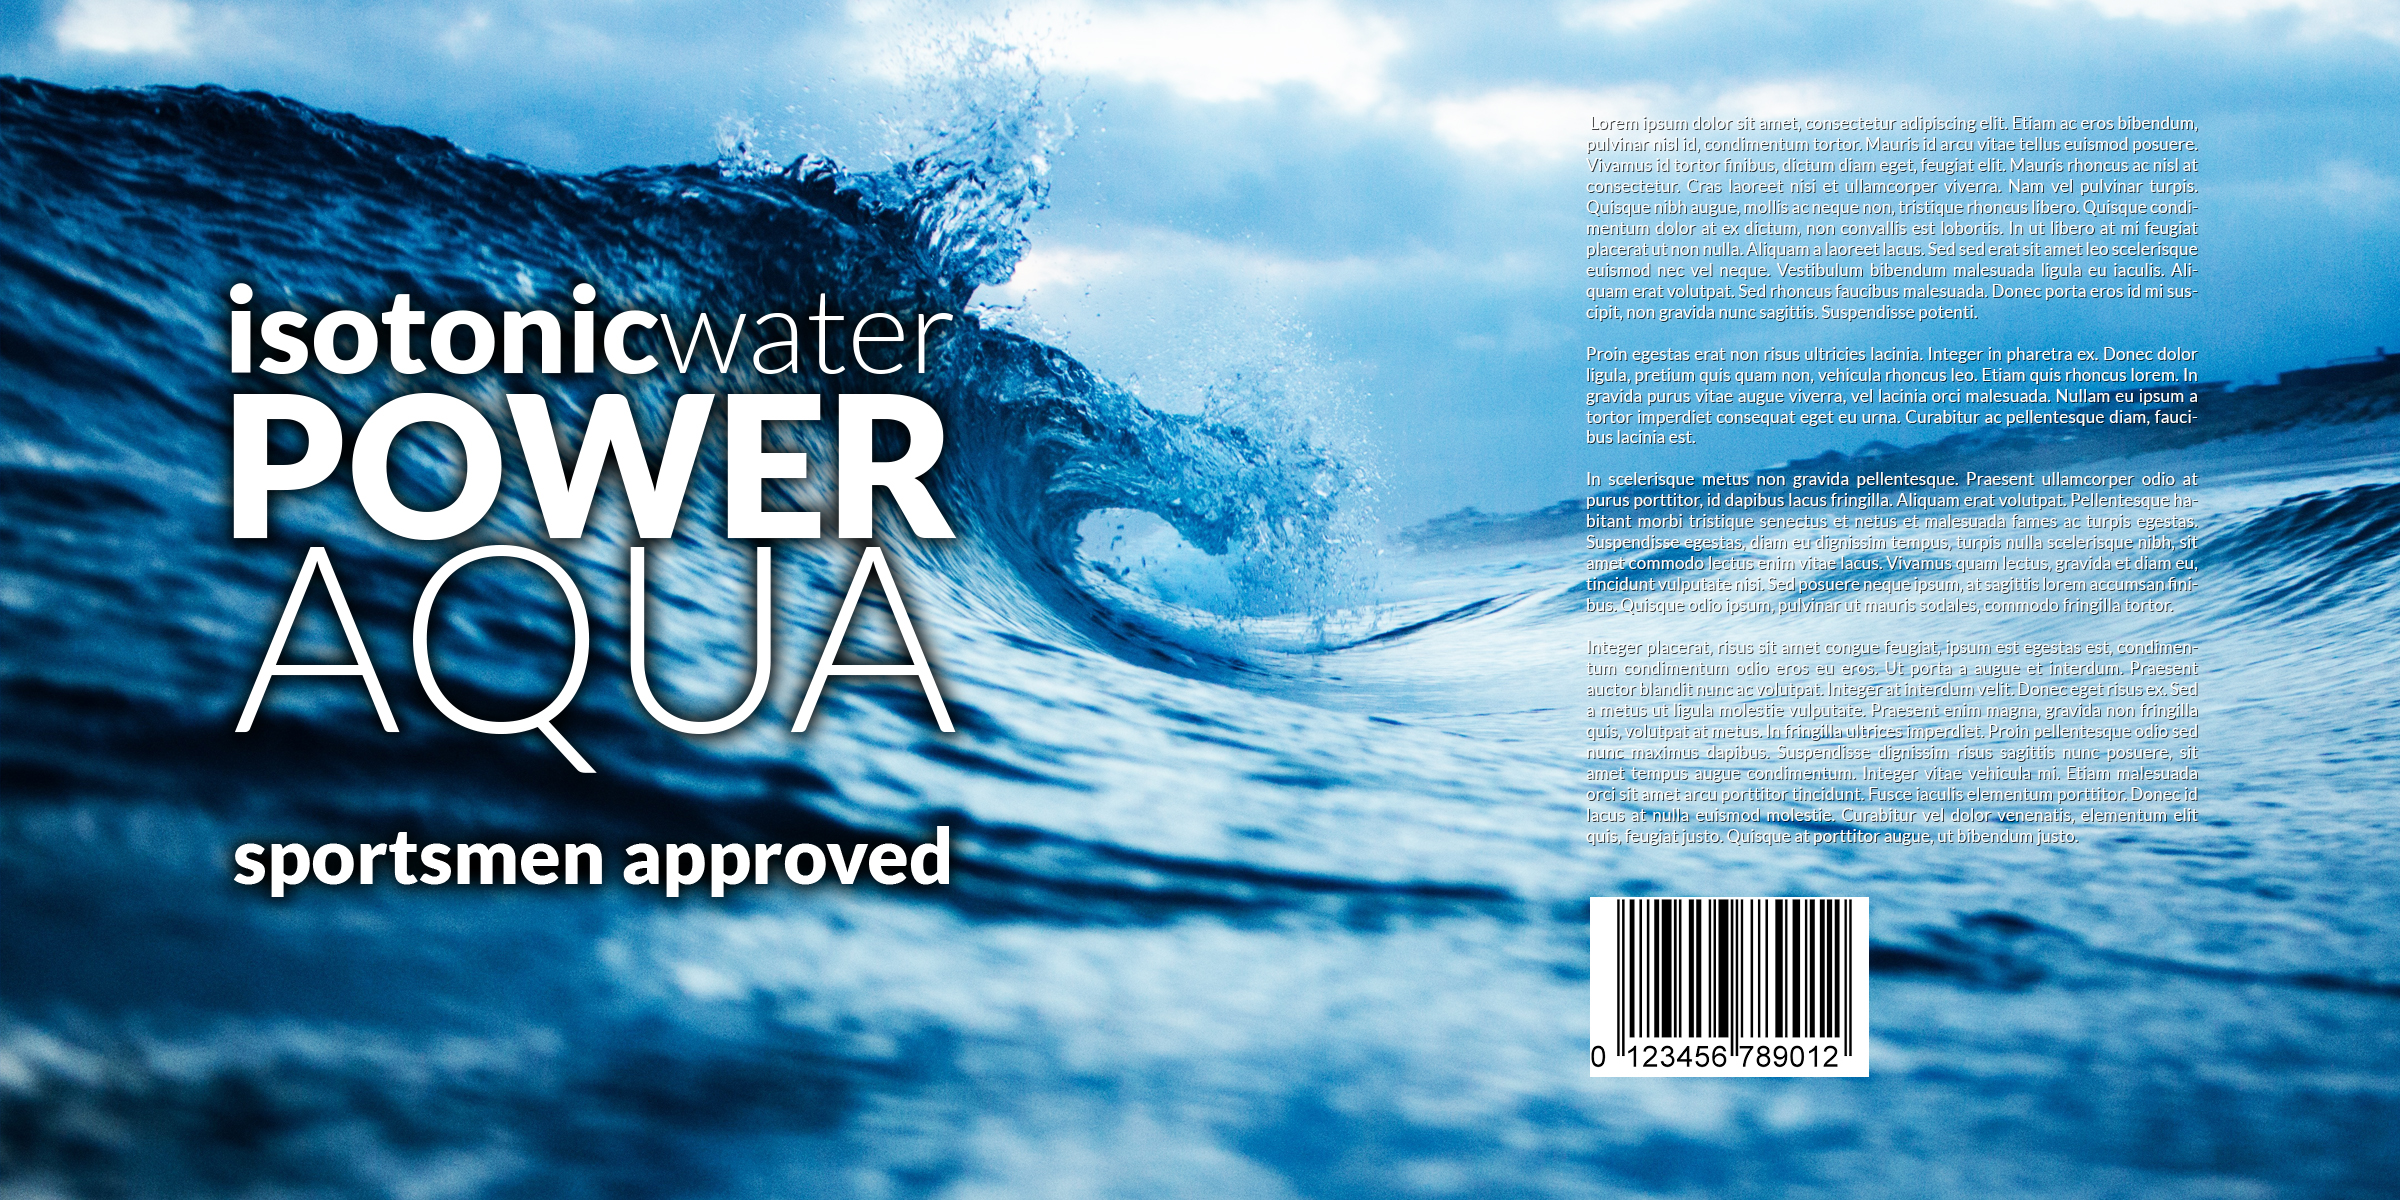 isotonicwater
POWER
AQUA
sportsmen approved
Lorem ipsum dolor sit amet, consectetur adipiscing elit. Etiam ac eros bibendum,
pulvinar nisl id, condimentum tortor. Mauris id arcu vitae tellus euismod posuere.
Vivamus id tortor finibus, dictum diam eget, feugiat elit. Mauris rhoncus ac nisl at
consectetur. Cras laoreet nisi et ullamcorper viverra. Nam vel pulvinar turpis.
Quisque nibh augue, mollis ac neque non, tristique rhoncus libero. Quisque condi-
mentum dolor at ex dictum, non convallis est lobortis. In ut libero at mi feugiat
placerat ut non nulla. Aliquam a laoreet lacus. Sed sed erat sit amet leo scelerisque
euismod nec vel neque. Vestibulum bibendum malesuada ligula eu iaculis. Ali-
quam erat volutpat. Sed rhoncus faucibus malesuada. Donec porta eros id mi sus-
cipit, non gravida nunc sagittis. Suspendisse potenti.
Proin egestas erat non risus ultricies lacinia. Integer in pharetra ex. Donec dolor
ligula, pretium quis quam non, vehicula rhoncus leo. Etiam quis rhoncus lorem. In
gravida purus vitae augue viverra, vel lacinia orci malesuada. Nullam eu ipsum a
tortor imperdiet consequat eget eu urna. Curabitur ac pellentesque diam, fauci-
bus lacinia est.
In scelerisque metus non gravida pellentesque. Praesent ullamcorper odio at
purus porttitor, id dapibus lacus fringilla. Aliquam erat volutpat. Pellentesque ha-
bitant morbi tristique senectus et netus et malesuada fames ac turpis egestas.
Suspendisse egestas, diam eu dignissim tempus, turpis nulla scelerisque nibh, sit
amet commodo lectus enim vitae lacus. Vivamus quam lectus, gravida et diam eu,
tincidunt vulputate nisi. Sed posuere neque ipsum, at sagittis lorem accumsan fini-
bus. Quisque odio ipsum, pulvinar ut mauris sodales, commodo fringilla tortor.
Integer placerat, risus sit amet congue feugiat, ipsum est egestas est, condimen-
tum condimentum odio eros eu eros. Ut porta a augue et interdum. Praesent
auctor blandit nunc ac volutpat. Integer at interdum velit. Donec eget risus ex. Sed
a metus ut ligula molestie vulputate. Praesent enim magna, gravida non fringilla
quis, volutpat at metus. In fringilla ultrices imperdiet. Proin pellentesque odio sed
nunc maximus dapibus. Suspendisse dignissim risus sagittis nunc posuere, sit
amet tempus augue condimentum. Integer vitae vehicula mi. Etiam malesuada
orci sit amet arcu porttitor tincidunt. Fusce iaculis elementum porttitor. Donec id
lacus at nulla euismod molestie. Curabitur vel dolor venenatis, elementum elit
quis, feugiat justo. Quisque at porttitor augue, ut bibendum justo.
0 123456 789012